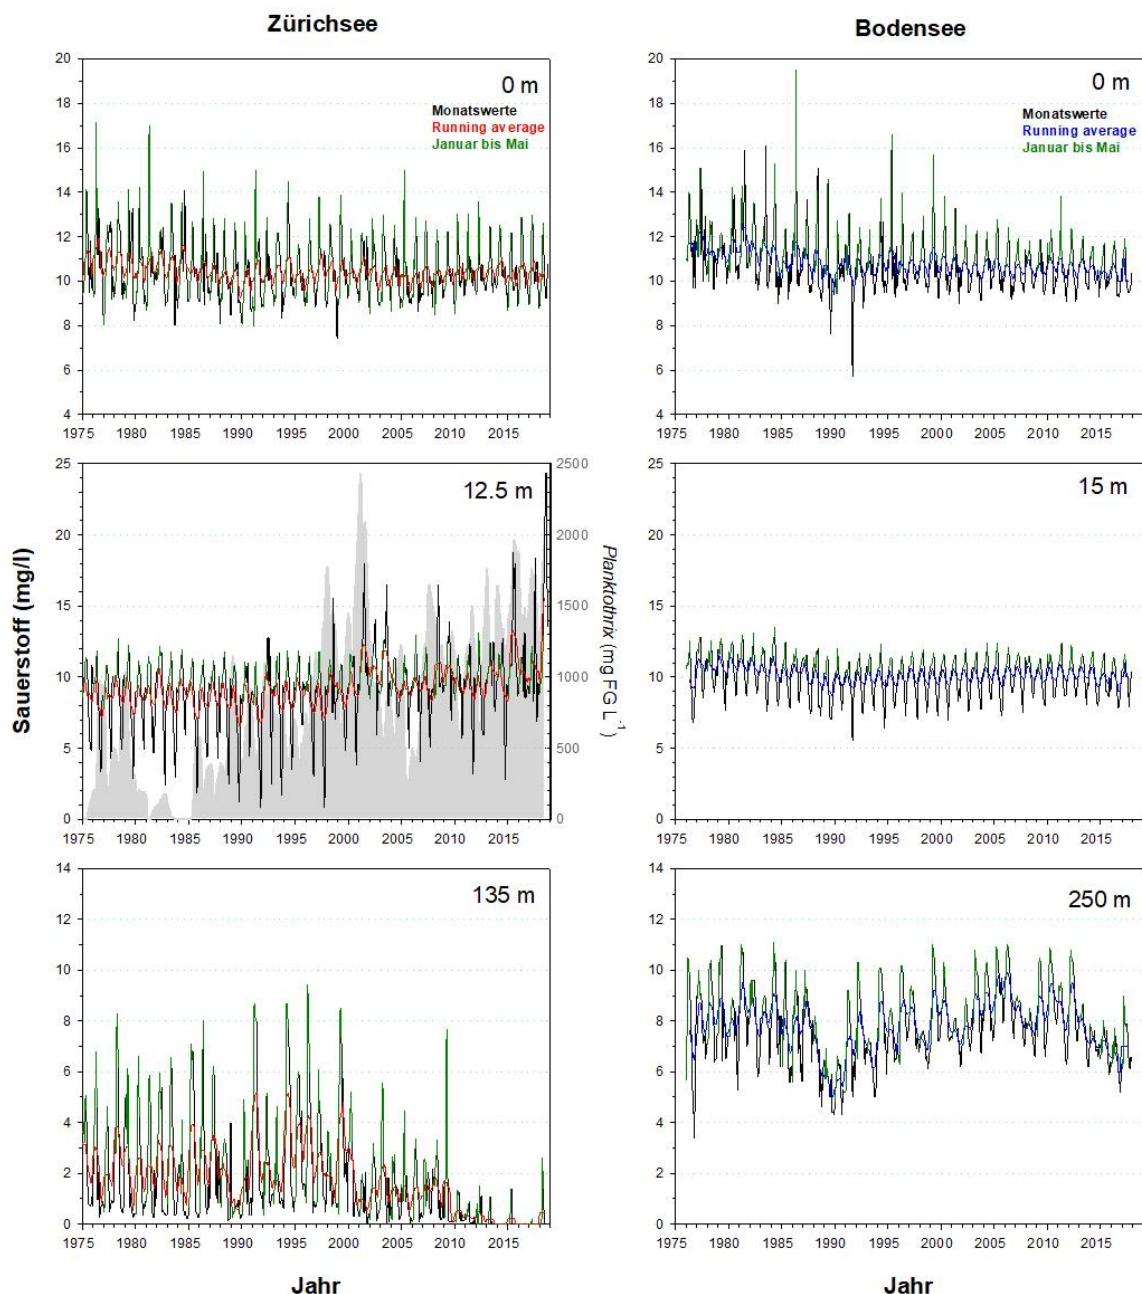 Zürichsee
Bodensee
20
18
16
14
12
10
8
6
4
0 m
Monatswerte
Running average
Januar bis Mai
1975 1980 1985 1990 1995 2000 2005 2010 2015
20
18
16
14
12
10
8
6
4
0 m
Monatswerte
Running average
Januar bis Mai
1975 1980 1985 1990 1995 2000 2005 2010 2015
Sauerstoff (mg/l)
25
20
15
10
5
0
12.5 m
2500
2000
1500
1000
500
0
Planktothrix (mg FG L-1)
1975 1980 1985 1990 1995 2000 2005 2010 2015
25
20
15
10
5
0
15 m
1975 1980 1985 1990 1995 2000 2005 2010 2015
14
12
10
8
6
4
2
0
135 m
1975 1980 1985 1990 1995 2000 2005 2010 2015
Jahr
14
12
10
8
6
4
2
0
250 m
1975 1980 1985 1990 1995 2000 2005 2010 2015
Jahr